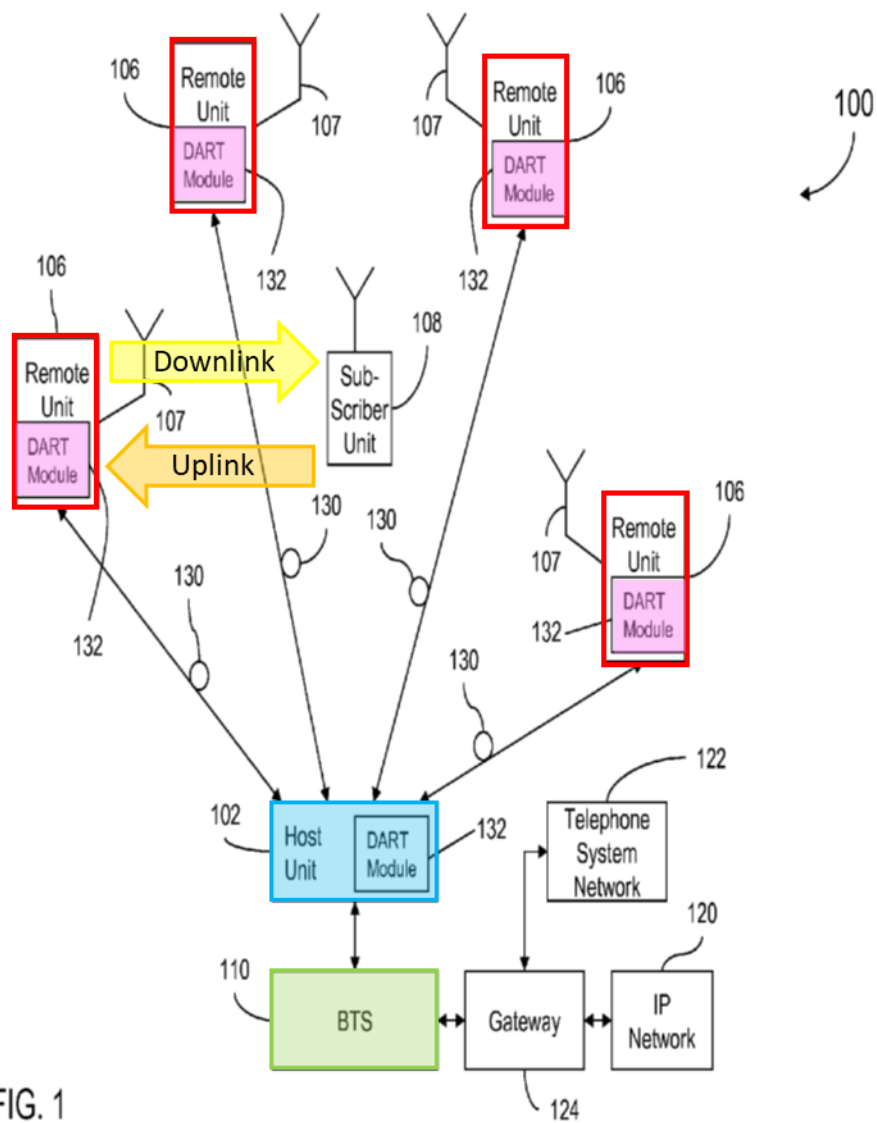 106
Remote
Unit
DART
Module
107
132
107
Remote
Unit
DART
Module
106
132
100
106
Remote
Unit
DART
Module
107
132
Downlink
Uplink
108
Sub-
Scriber
Unit
130
130
130
130
107
Remote
Unit
DART
Module
106
132
102
Host
Unit
DART
Module
132
122
Telephone
System
Network
110
BTS
Gateway
124
120
IP
Network
FIG. 1